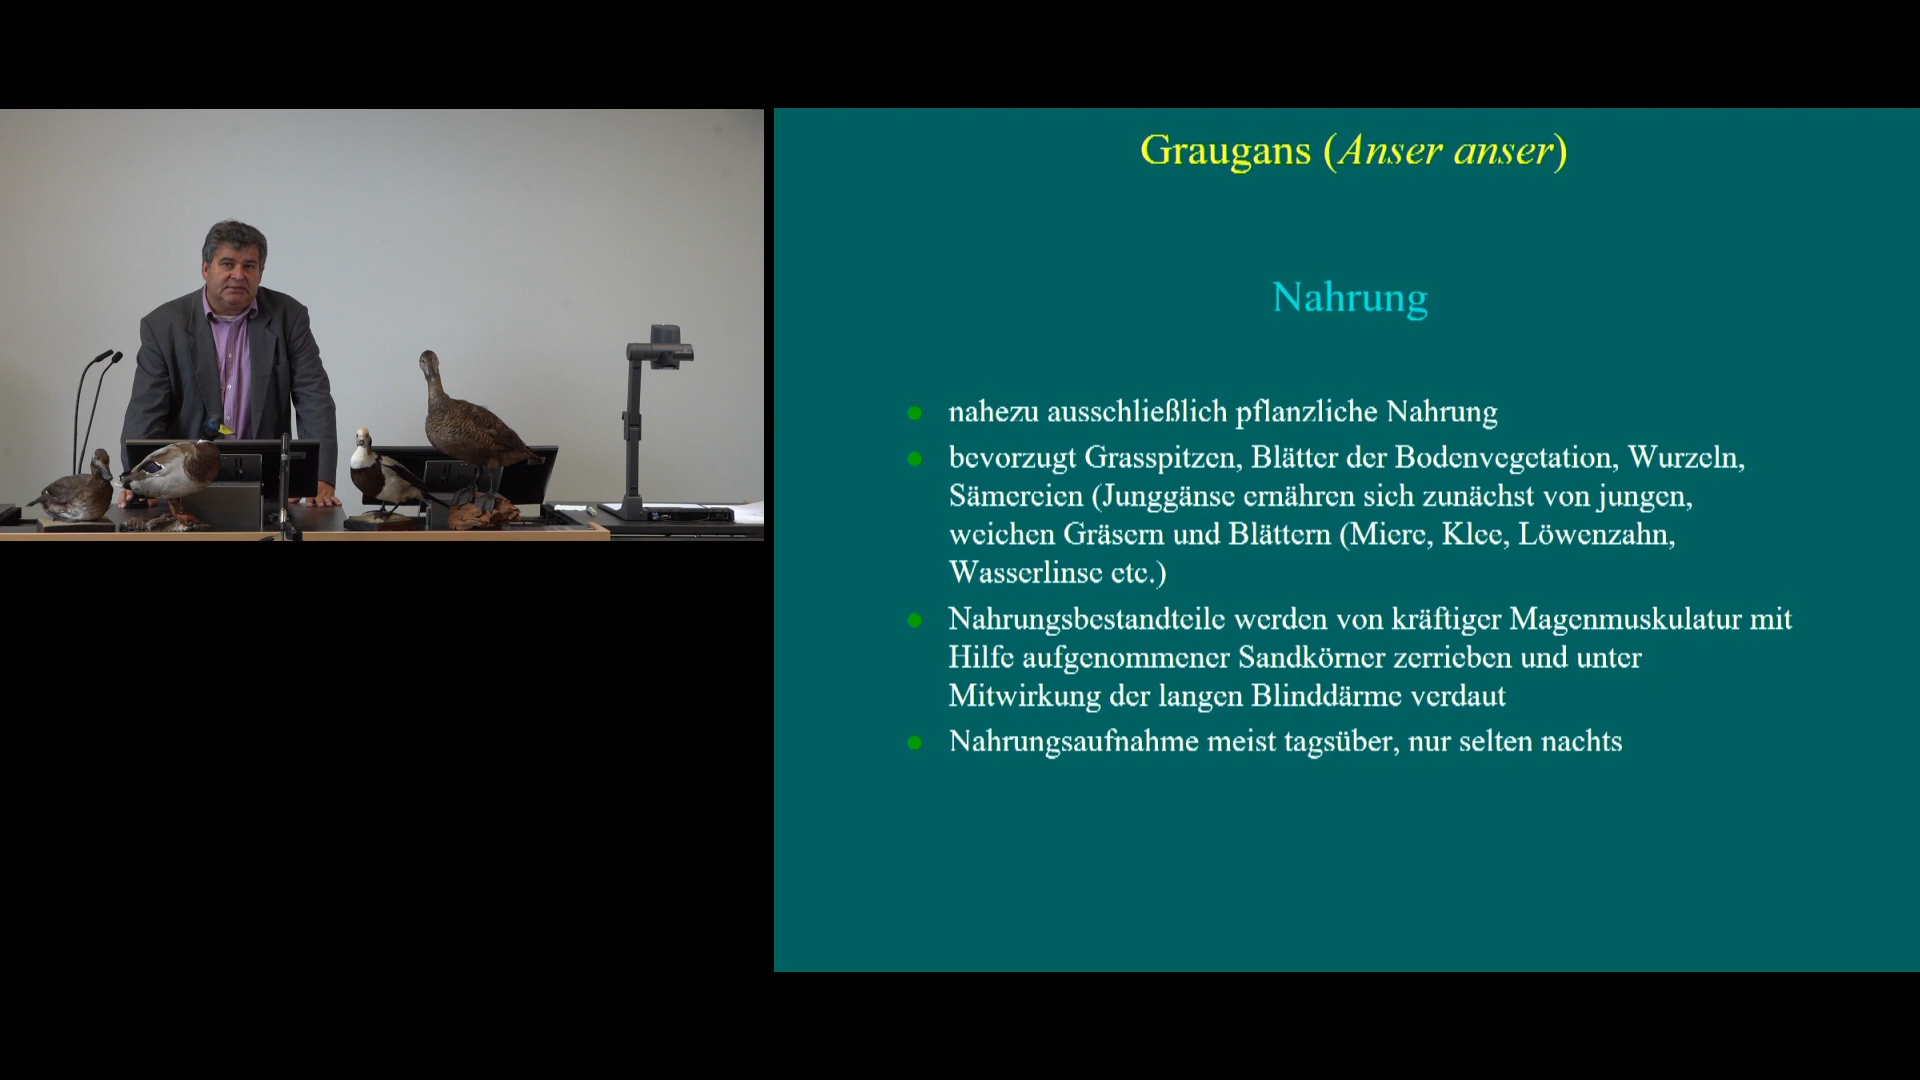 Graugans (Anser anser)
Nahrung
nahezu ausschließlich pflanzliche Nahrung
bevorzugt Grasspitzen, Blätter der Bodenvegetation, Wurzeln,
Sämereien (Junggänse ernähren sich zunächst von jungen,
weichen Gräsern und Blättern (Miere, Klee, Löwenzahn,
Wasserlinse etc.)
Nahrungsbestandteile werden von kräftiger Magenmuskulatur mit
Hilfe aufgenommener Sandkörner zerrieben und unter
Mitwirkung der langen Blinddärme verdaut
Nahrungsaufnahme meist tagsüber, nur selten nachts